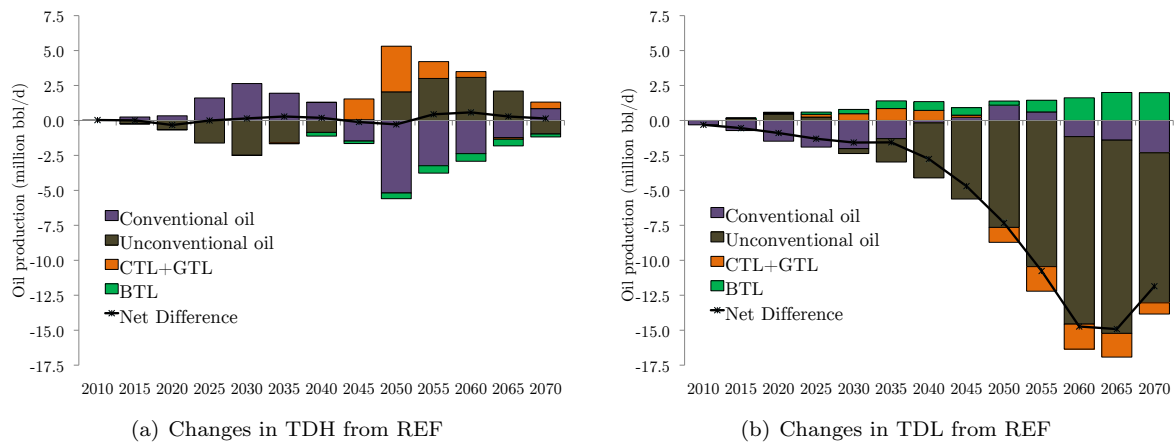 7.5
5.0
2.5
0.0
-2.5
-5.0
-7.5
-10.0
-12.5
-15.0
-17.5
Oil production (million bbl/d)
Conventional oil
Unconventional oil
CTL+GTL
BTL
Net Difference
2010 2015 2020 2025 2030 2035 2040 2045 2050 2055 2060 2065 2070
(a) Changes in TDH from REF
7.5
5.0
2.5
0.0
-2.5
-5.0
-7.5
-10.0
-12.5
-15.0
-17.5
Oil production (million bbl/d)
Conventional oil
Unconventional oil
CTL+GTL
BTL
Net Difference
2010 2015 2020 2025 2030 2035 2040 2045 2050 2055 2060 2065 2070
(b) Changes in TDL from REF